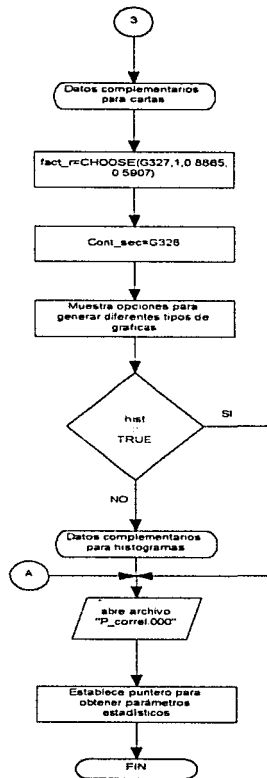 3
Datos complementarios
para cartas
fact_r=CHOOSE(G327,1,0.8865,
0.5907)
Cont_sec=G328
Muestra opciones para
generar diferentes tipos de
graficas
hist
TRUE
SI
NO
Datos complementarios
para histogramas
A
abre archivo
"P_correl.000"
Establece puntero para
obtener parámetros
estadísticos
FIN